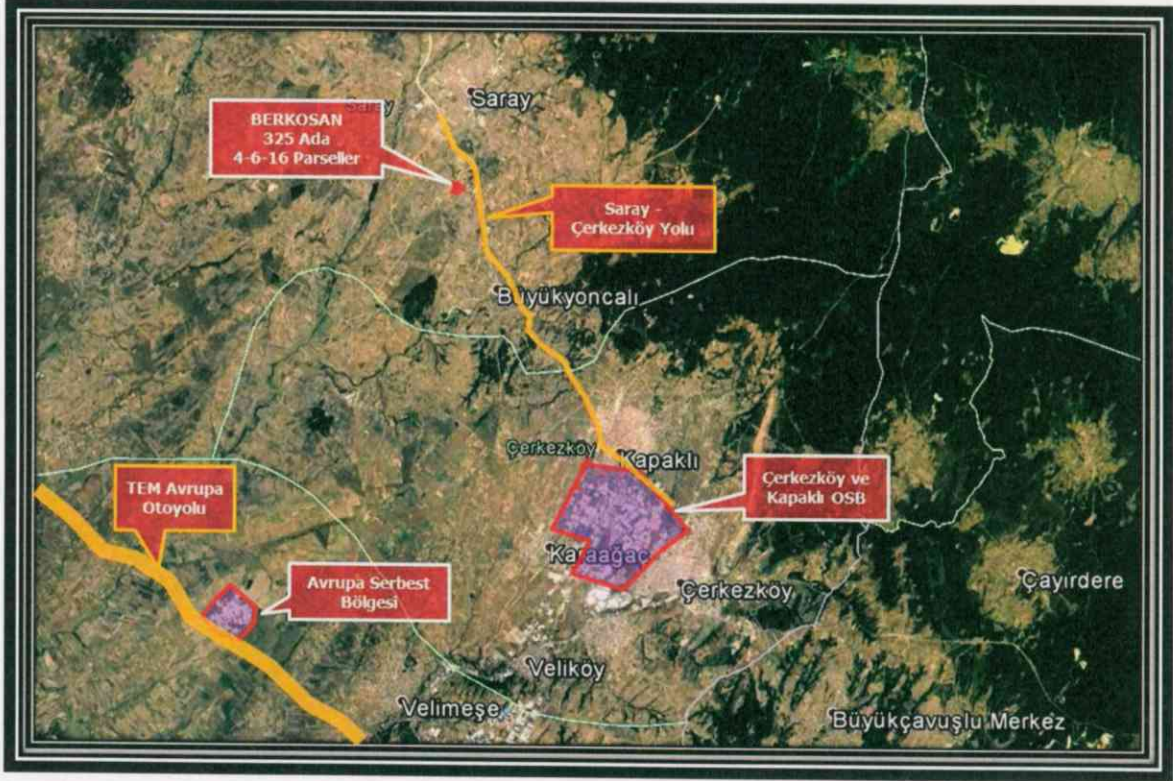 Saray
Saray
BERKOSAN
325 Ada
4-6-16 Parseller
Saray -
Çerkezköy Yolu
Büyükyoncalı
Çerkezköy
Kapaklı
TEM Avrupa
Otoyolu
Çerkezköy ve
Kapaklı OSB
Karaağaç
Avrupa Serbest
Bölgesi
Çerkezköy
Çayırdere
Veliköy
Velimeşe
Büyükçavuşlu Merkez